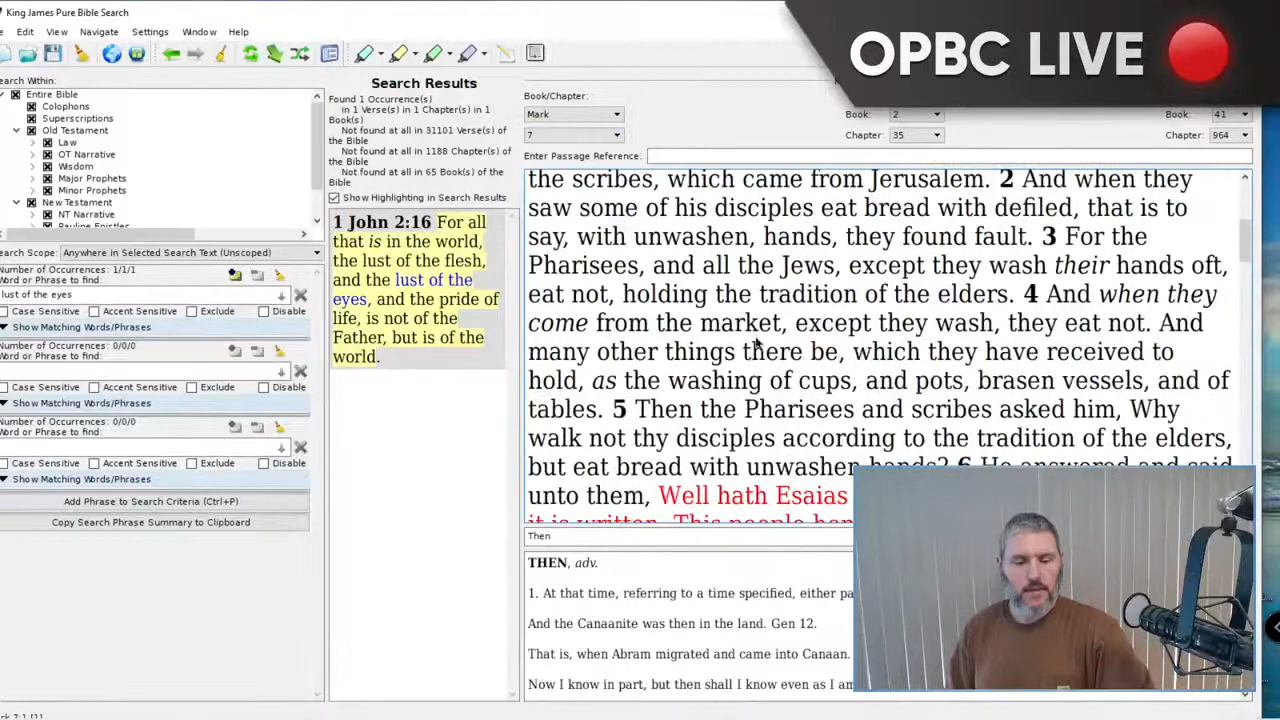 King James Pure Bible Search
Edit View Navigate Settings Window Help
OPBC LIVE
Search Within:
Entire Bible
Colophons
Superscriptions
Old Testament
Law
OT Narrative
Wisdom
Major Prophets
Minor Prophets
New Testament
NT Narrative
Pauline Epistles
Search Scope: Anywhere in Selected Search Text (Unscoped)
Number of Occurrences: 1/1/1
Word or Phrase to find:
lust of the eyes
Case Sensitive Accent Sensitive Exclude Disable
Show Matching Words/Phrases
Number of Occurrences: 0/0/0
Word or Phrase to find:
Case Sensitive Accent Sensitive Exclude Disable
Show Matching Words/Phrases
Number of Occurrences: 0/0/0
Word or Phrase to find:
Case Sensitive Accent Sensitive Exclude Disable
Show Matching Words/Phrases
Add Phrase to Search Criteria (Ctrl+P)
Copy Search Phrase Summary to Clipboard
Search Results
Found 1 Occurrence(s)
in 1 Verse(s) in 1 Chapter(s) in 1
Book(s)
Not found at all in 31101 Verse(s) of
the Bible
Not found at all in 1188 Chapter(s) of
the Bible
Not found at all in 65 Book(s) of the
Bible
Show Highlighting in Search Results
1 John 2:16 For all
that is in the world,
the lust of the flesh,
and the lust of the
eyes, and the pride of
life, is not of the
Father, but is of the
world.
Book/Chapter:
Mark Book: 2 Book: 41
7 Chapter: 35 Chapter: 964
Enter Passage Reference:
the scribes, which came from Jerusalem. 2 And when they
saw some of his disciples eat bread with defiled, that is to
say, with unwashen, hands, they found fault. 3 For the
Pharisees, and all the Jews, except they wash their hands oft,
eat not, holding the tradition of the elders. 4 And when they
come from the market, except they wash, they eat not. And
many other things there be, which they have received to
hold, as the washing of cups, and pots, brasen vessels, and of
tables. 5 Then the Pharisees and scribes asked him, Why
walk not thy disciples according to the tradition of the elders,
but eat bread with unwashen hands? 6 He answered and said
unto them, Well hath Esaias
it is written, This people
Then
THEN, adv.
1. At that time, referring to a time specified, either
And the Canaanite was then in the land. Gen 12.
That is, when Abram migrated and came into Canaan.
Now I know in part, but then shall I know even as I am